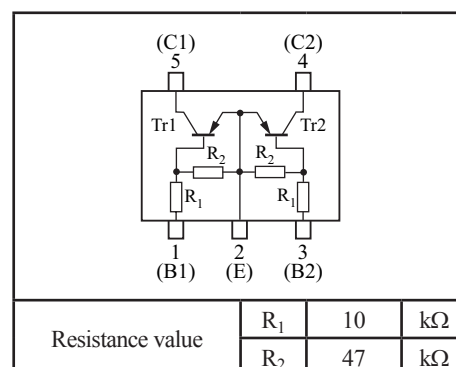 (C1) (C2)
5 4
Tr1 Tr2
R₂ R₂
R₁ R₁
1 2 3
(B1) (E) (B2)
Resistance value R₁ 10 kΩ
R₂ 47 kΩ